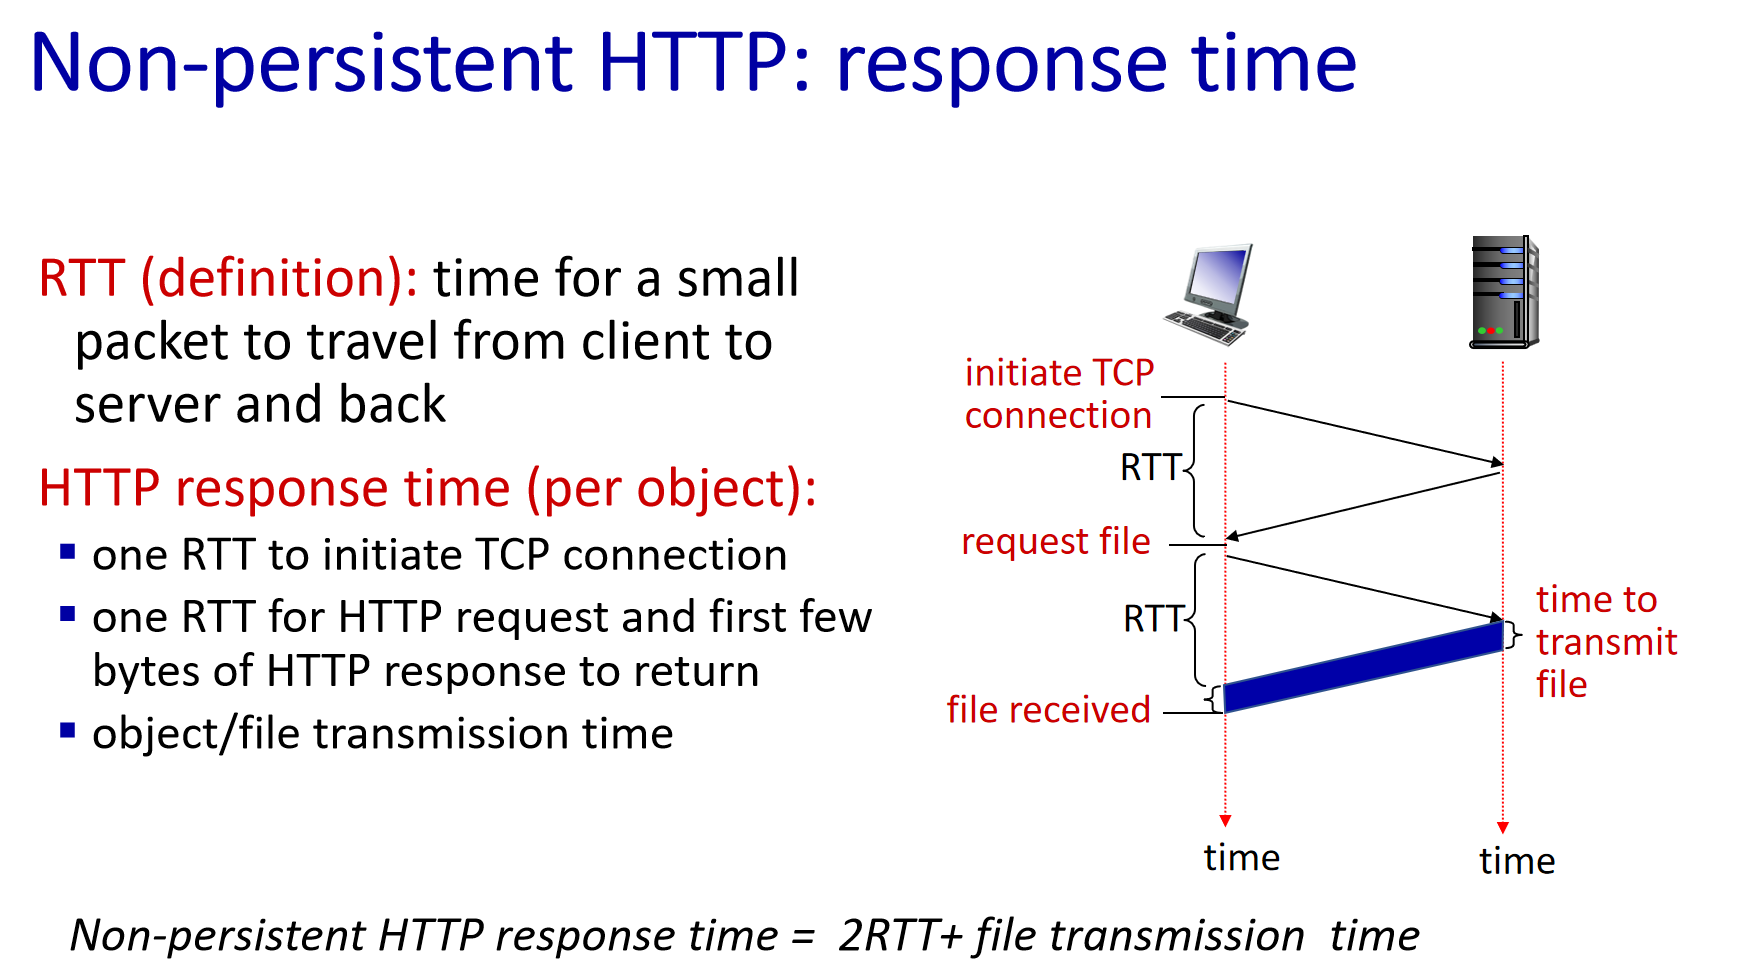 Non-persistent HTTP: response time
RTT (definition): time for a small
packet to travel from client to
server and back
HTTP response time (per object):
one RTT to initiate TCP connection
one RTT for HTTP request and first few
bytes of HTTP response to return
object/file transmission time
initiate TCP
connection
RTT
request file
RTT
file received
time to
transmit
file
time
time
Non-persistent HTTP response time = 2RTT+ file transmission time